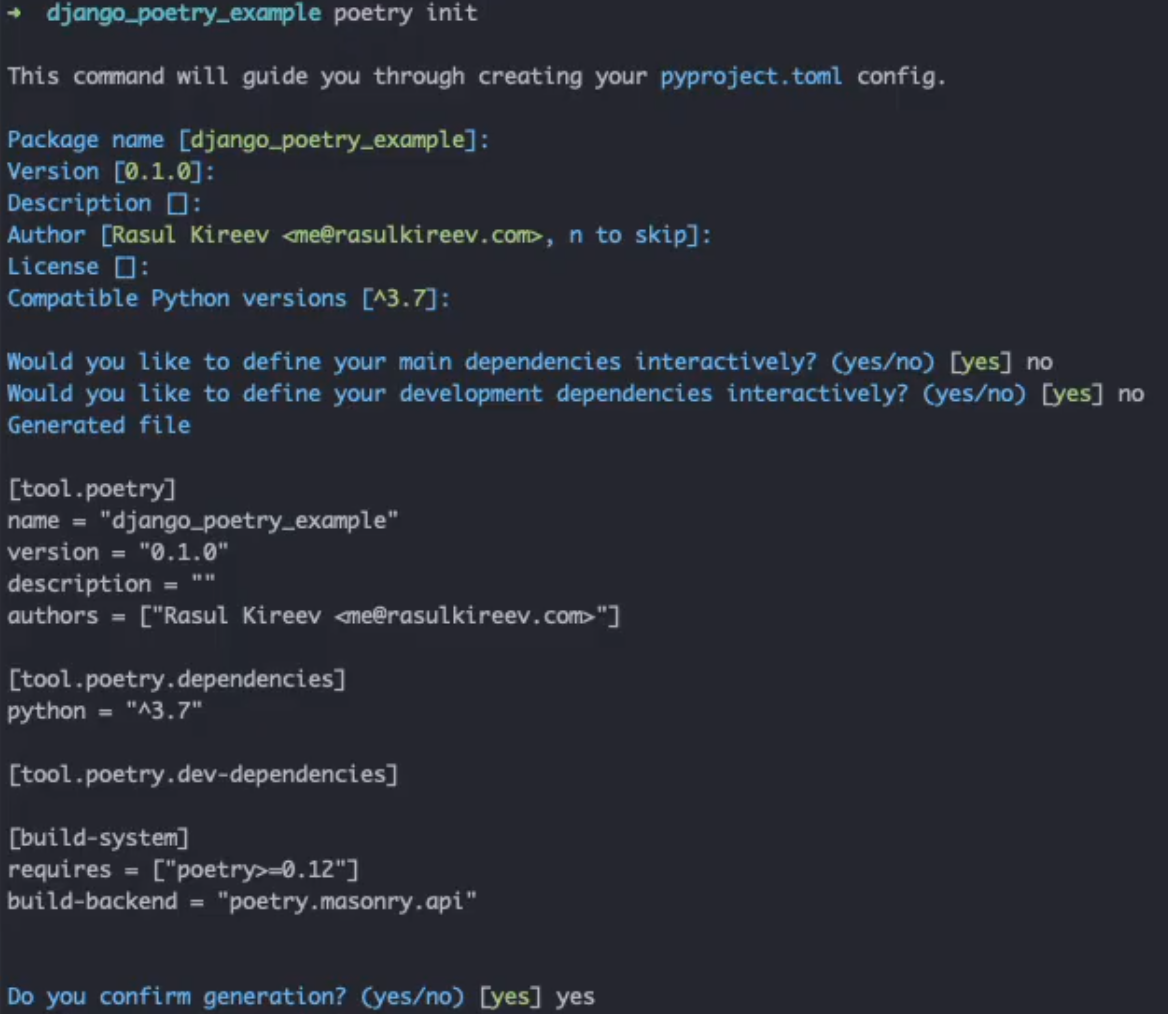 → django_poetry_example poetry init
This command will guide you through creating your pyproject.toml config.
Package name [django_poetry_example]:
Version [0.1.0]:
Description []:
Author [Rasul Kireev <me@rasulkireev.com>, n to skip]:
License []:
Compatible Python versions [^3.7]:
Would you like to define your main dependencies interactively? (yes/no) [yes] no
Would you like to define your development dependencies interactively? (yes/no) [yes] no
Generated file
[tool.poetry]
name = "django_poetry_example"
version = "0.1.0"
description = ""
authors = ["Rasul Kireev <me@rasulkireev.com>"]
[tool.poetry.dependencies]
python = "^3.7"
[tool.poetry.dev-dependencies]
[build-system]
requires = ["poetry>=0.12"]
build-backend = "poetry.masonry.api"
Do you confirm generation? (yes/no) [yes] yes